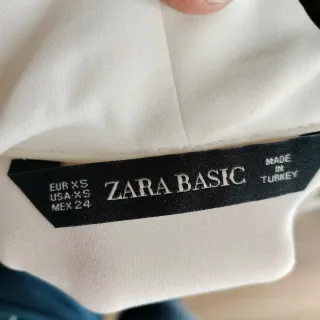 EUR XS
USA XS
MEX 24
ZARA BASIC
MADE
IN
TURKEY